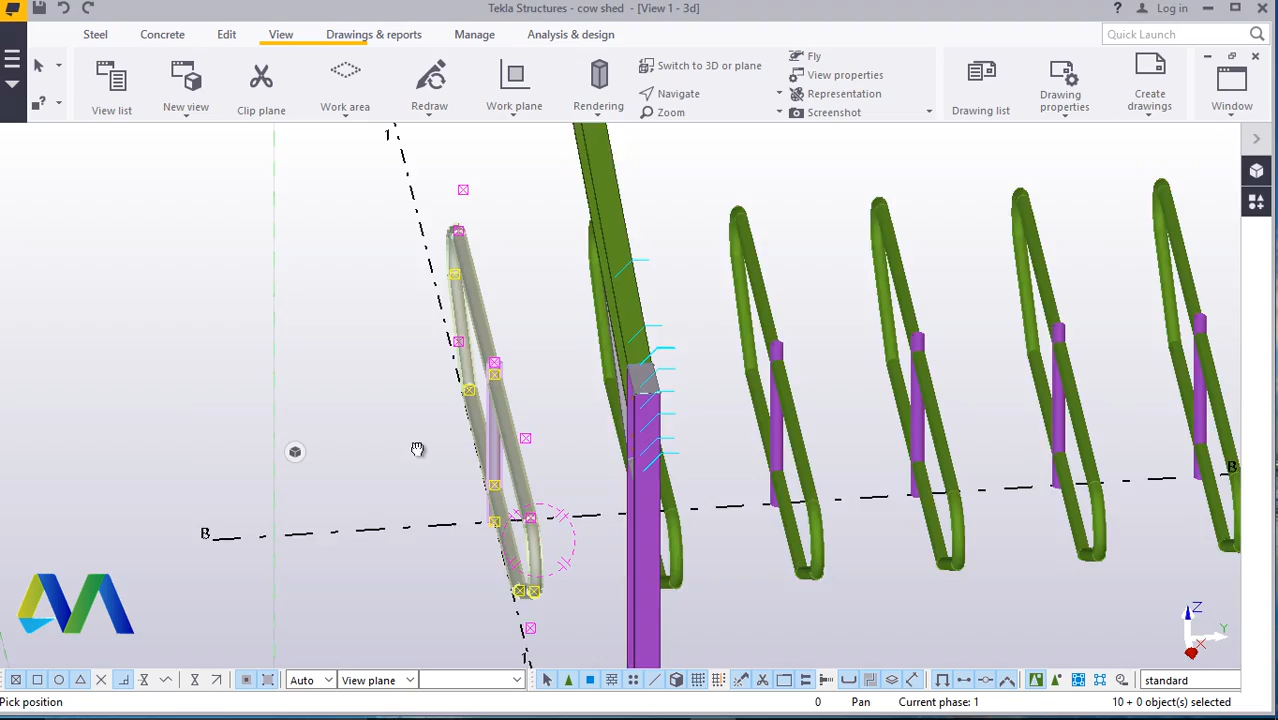 Tekla Structures - cow shed - [View 1 - 3d]
? Log in
Steel Concrete Edit View Drawings & reports Manage Analysis & design
Quick Launch
View list
New view
Clip plane
Work area
Redraw
Work plane
Rendering
Switch to 3D or plane
Navigate
Zoom
Fly
View properties
Representation
Screenshot
Drawing list
Drawing properties
Create drawings
Window
1
B
B
1
Z
Y
X
Auto
View plane
standard
Pick position
0
Pan
Current phase: 1
10 + 0 object(s) selected